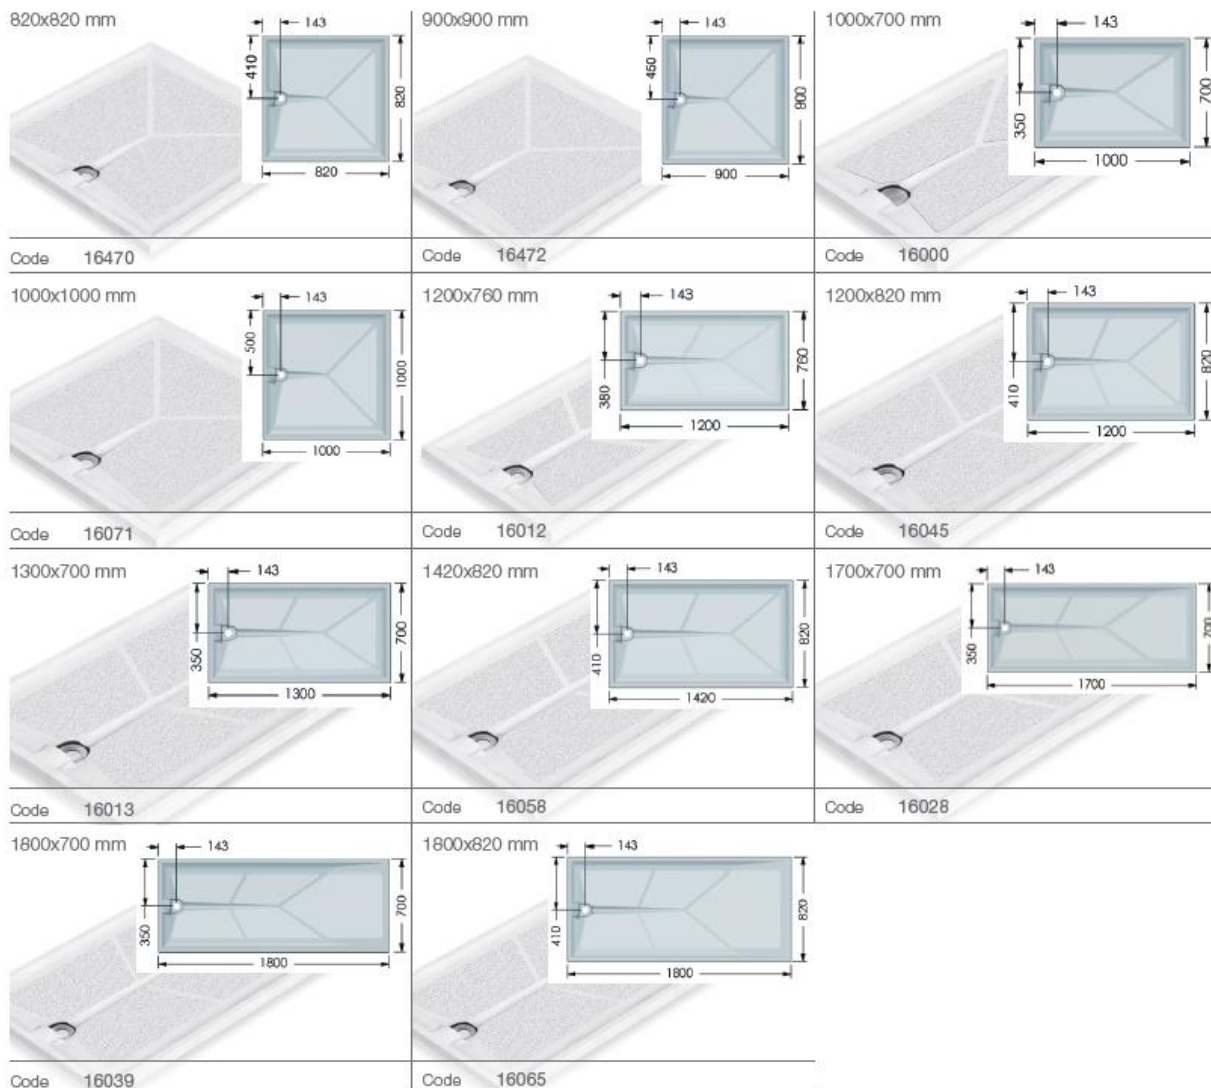 820x820 mm
143
410
820
820
Code 16470
900x900 mm
143
450
900
900
Code 16472
1000x700 mm
143
350
700
1000
Code 16000
1000x1000 mm
143
500
1000
1000
Code 16071
1200x760 mm
143
380
760
1200
Code 16012
1200x820 mm
143
410
820
1200
Code 16045
1300x700 mm
143
350
700
1300
Code 16013
1420x820 mm
143
410
820
1420
Code 16058
1700x700 mm
143
350
700
1700
Code 16028
1800x700 mm
143
350
700
1800
Code 16039
1800x820 mm
143
410
820
1800
Code 16065